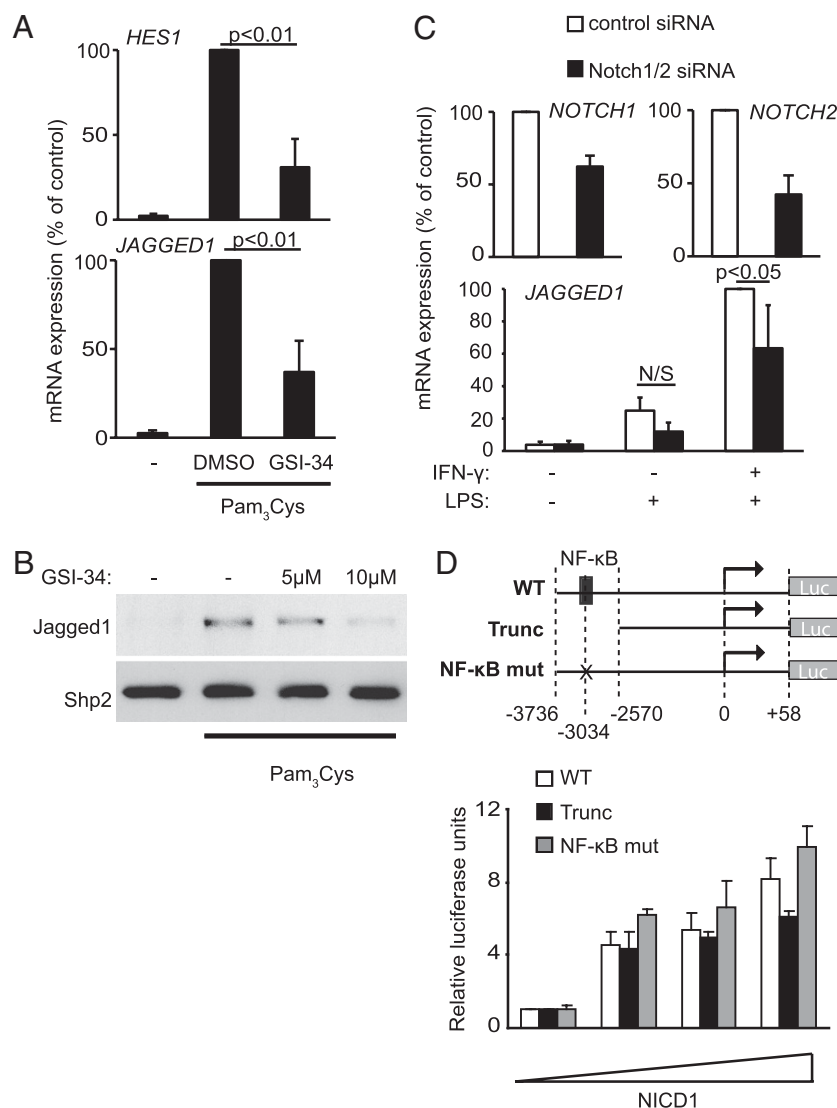 A
HES1
p<0.01
100
50
0
JAGGED1
p<0.01
100
50
0
mRNA expression (% of control)
-
DMSO
GSI-34
Pam3Cys
B
GSI-34:
-
-
5µM
10µM
Jagged1
Shp2
Pam3Cys
C
control siRNA
Notch1/2 siRNA
NOTCH1
100
50
0
NOTCH2
100
50
0
mRNA expression (% of control)
JAGGED1
p<0.05
N/S
100
80
60
40
20
0
IFN-γ:
-
-
+
LPS:
-
+
+
D
NF-κB
WT
Luc
Trunc
Luc
NF-κB mut
X
Luc
-3736
-3034
-2570
0
+58
WT
Trunc
NF-κB mut
Relative luciferase units
12
8
4
0
NICD1